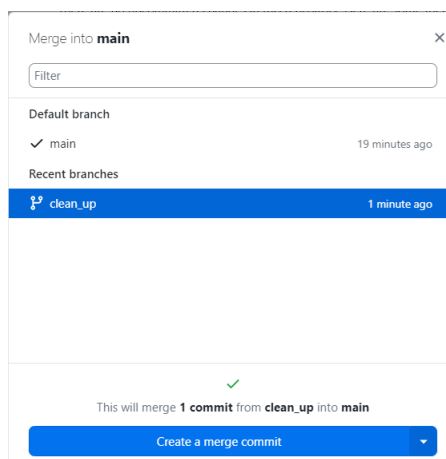 Merge into main
Filter
Default branch
main 19 minutes ago
Recent branches
clean_up 1 minute ago
This will merge 1 commit from clean_up into main
Create a merge commit